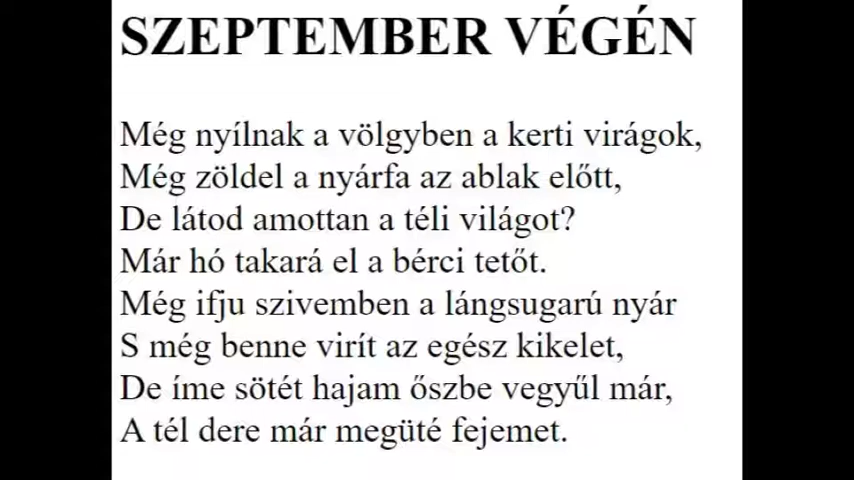 SZEPTEMBER VÉGÉN
Még nyílnak a völgyben a kerti virágok,
Még zöldel a nyárfa az ablak előtt,
De látod amottan a téli világot?
Már hó takará el a bérci tetőt.
Még ifju szivemben a lángsugarú nyár
S még benne virít az egész kikelet,
De íme sötét hajam őszbe vegyűl már,
A tél dere már megüté fejemet.